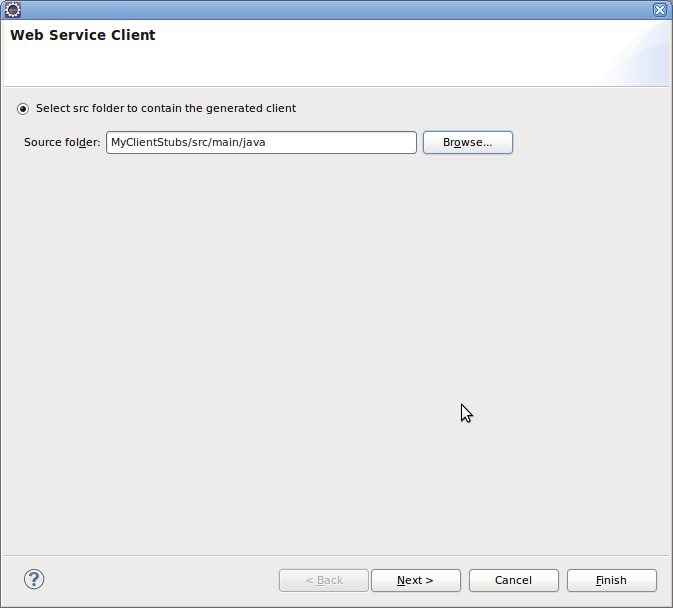 Web Service Client
Select src folder to contain the generated client
Source folder: MyClientStubs/src/main/java Browse...
? < Back Next > Cancel Finish